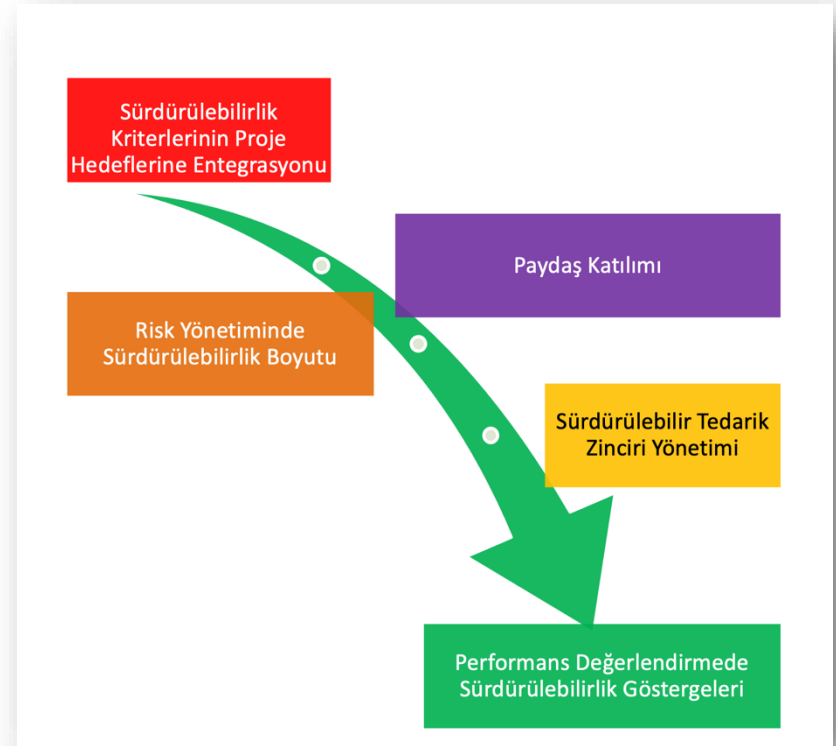 Sürdürülebilirlik
Kriterlerinin Proje
Hedeflerine Entegrasyonu
Paydaş Katılımı
Risk Yönetiminde
Sürdürülebilirlik Boyutu
Sürdürülebilir Tedarik
Zinciri Yönetimi
Performans Değerlendirmede
Sürdürülebilirlik Göstergeleri